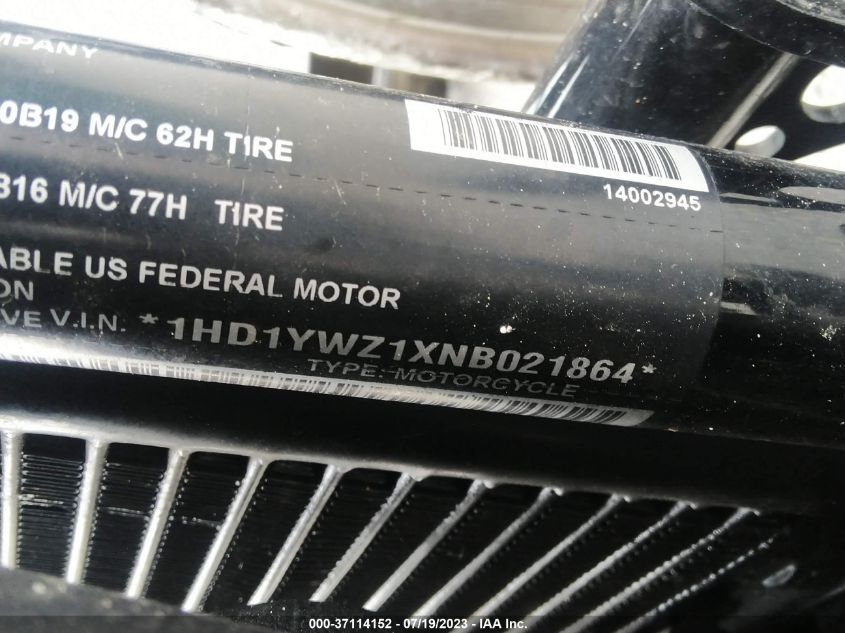 MPANY
0B19 M/C 62H TIRE
B16 M/C 77H TIRE
14002945
ABLE US FEDERAL MOTOR
ON
VE V.I.N. *1HD1YWZ1XNB021864*
TYPE: MOTORCYCLE
000-37114152 - 07/19/2023 - IAA Inc.